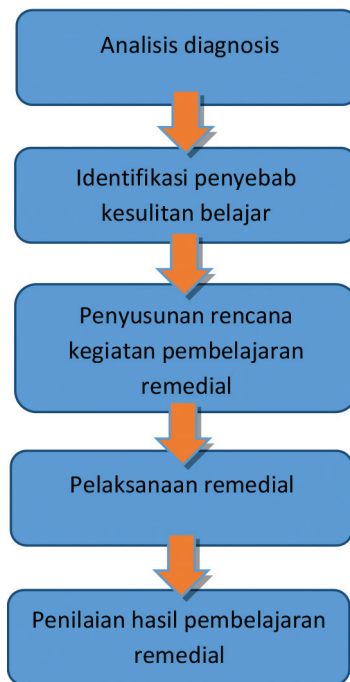 Analisis diagnosis
Identifikasi penyebab
kesulitan belajar
Penyusunan rencana
kegiatan pembelajaran
remedial
Pelaksanaan remedial
Penilaian hasil pembelajaran
remedial